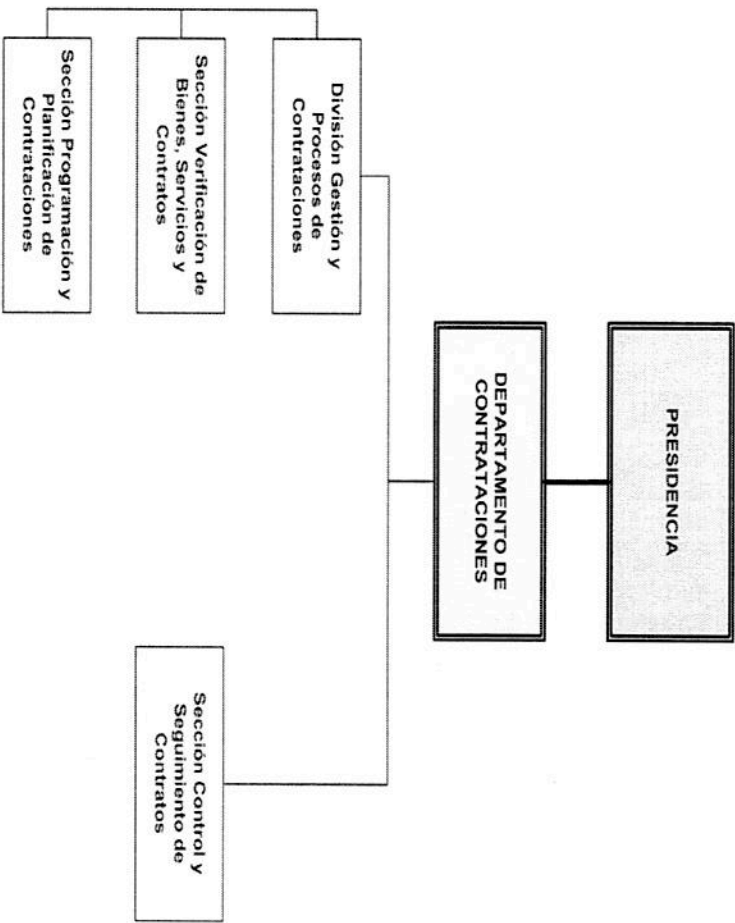 PRESIDENCIA
DEPARTAMENTO DE
CONTRATACIONES
División Gestión y
Procesos de
Contrataciones
Sección Verificación de
Bienes, Servicios y
Contratos
Sección Programación y
Planificación de
Contrataciones
Sección Control y
Seguimiento de
Contratos